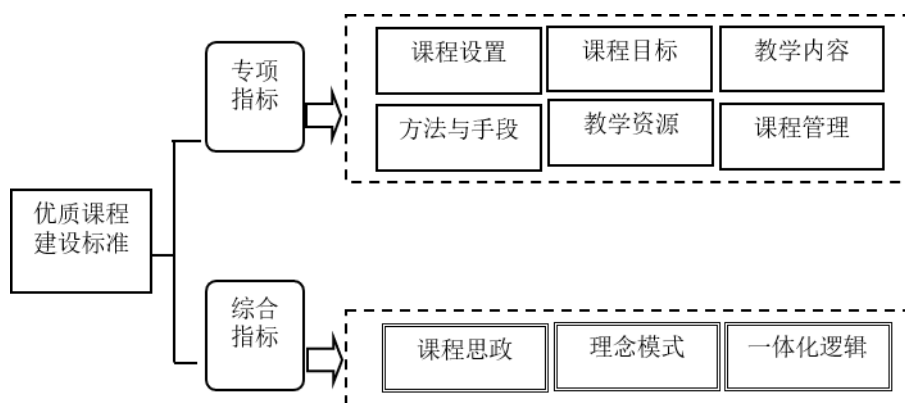 专项
指标
课程设置
课程目标
教学内容
方法与手段
教学资源
课程管理
优质课程
建设标准
综合
指标
课程思政
理念模式
一体化逻辑